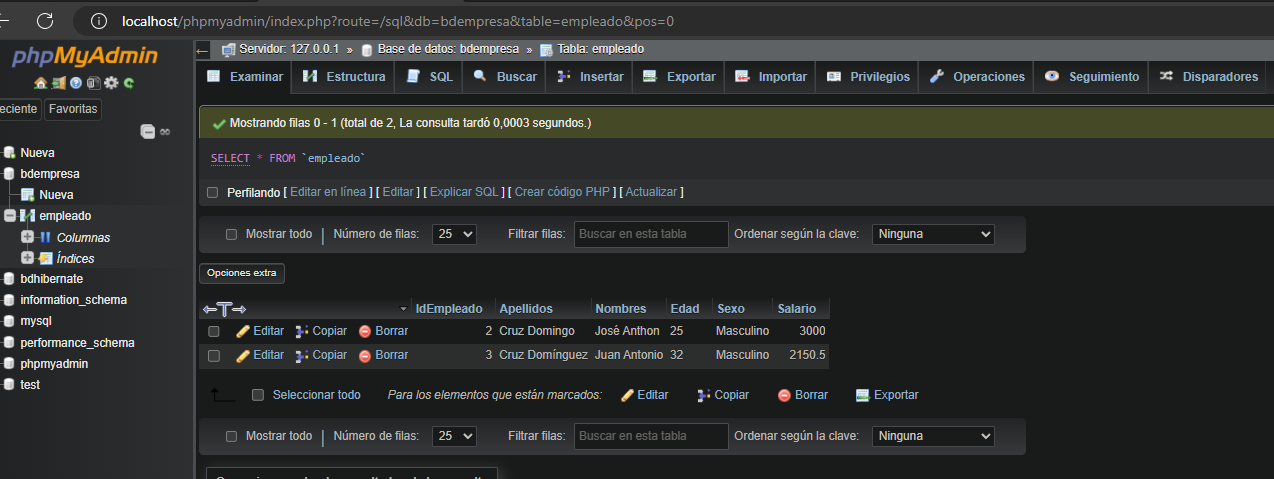 localhost/phpmyadmin/index.php?route=/sql&db=bdempresa&table=empleado&pos=0
phpMyAdmin
eciente Favoritas
Nueva
bdempresa
Nueva
empleado
Columnas
Índices
bdhibernate
information_schema
mysql
performance_schema
phpmyadmin
test
Servidor: 127.0.0.1 » Base de datos: bdempresa » Tabla: empleado
Examinar Estructura SQL Buscar Insertar Exportar Importar Privilegios Operaciones Seguimiento Disparadores
Mostrando filas 0 - 1 (total de 2, La consulta tardó 0,0003 segundos.)
SELECT * FROM `empleado`
Perfilando [ Editar en línea ] [ Editar ] [ Explicar SQL ] [ Crear código PHP ] [ Actualizar ]
Mostrar todo | Número de filas: 25 Filtrar filas: Buscar en esta tabla Ordenar según la clave: Ninguna
Opciones extra
IdEmpleado Apellidos Nombres Edad Sexo Salario
Editar Copiar Borrar 2 Cruz Domingo José Anthon 25 Masculino 3000
Editar Copiar Borrar 3 Cruz Domínguez Juan Antonio 32 Masculino 2150.5
Seleccionar todo Para los elementos que están marcados: Editar Copiar Borrar Exportar
Mostrar todo | Número de filas: 25 Filtrar filas: Buscar en esta tabla Ordenar según la clave: Ninguna